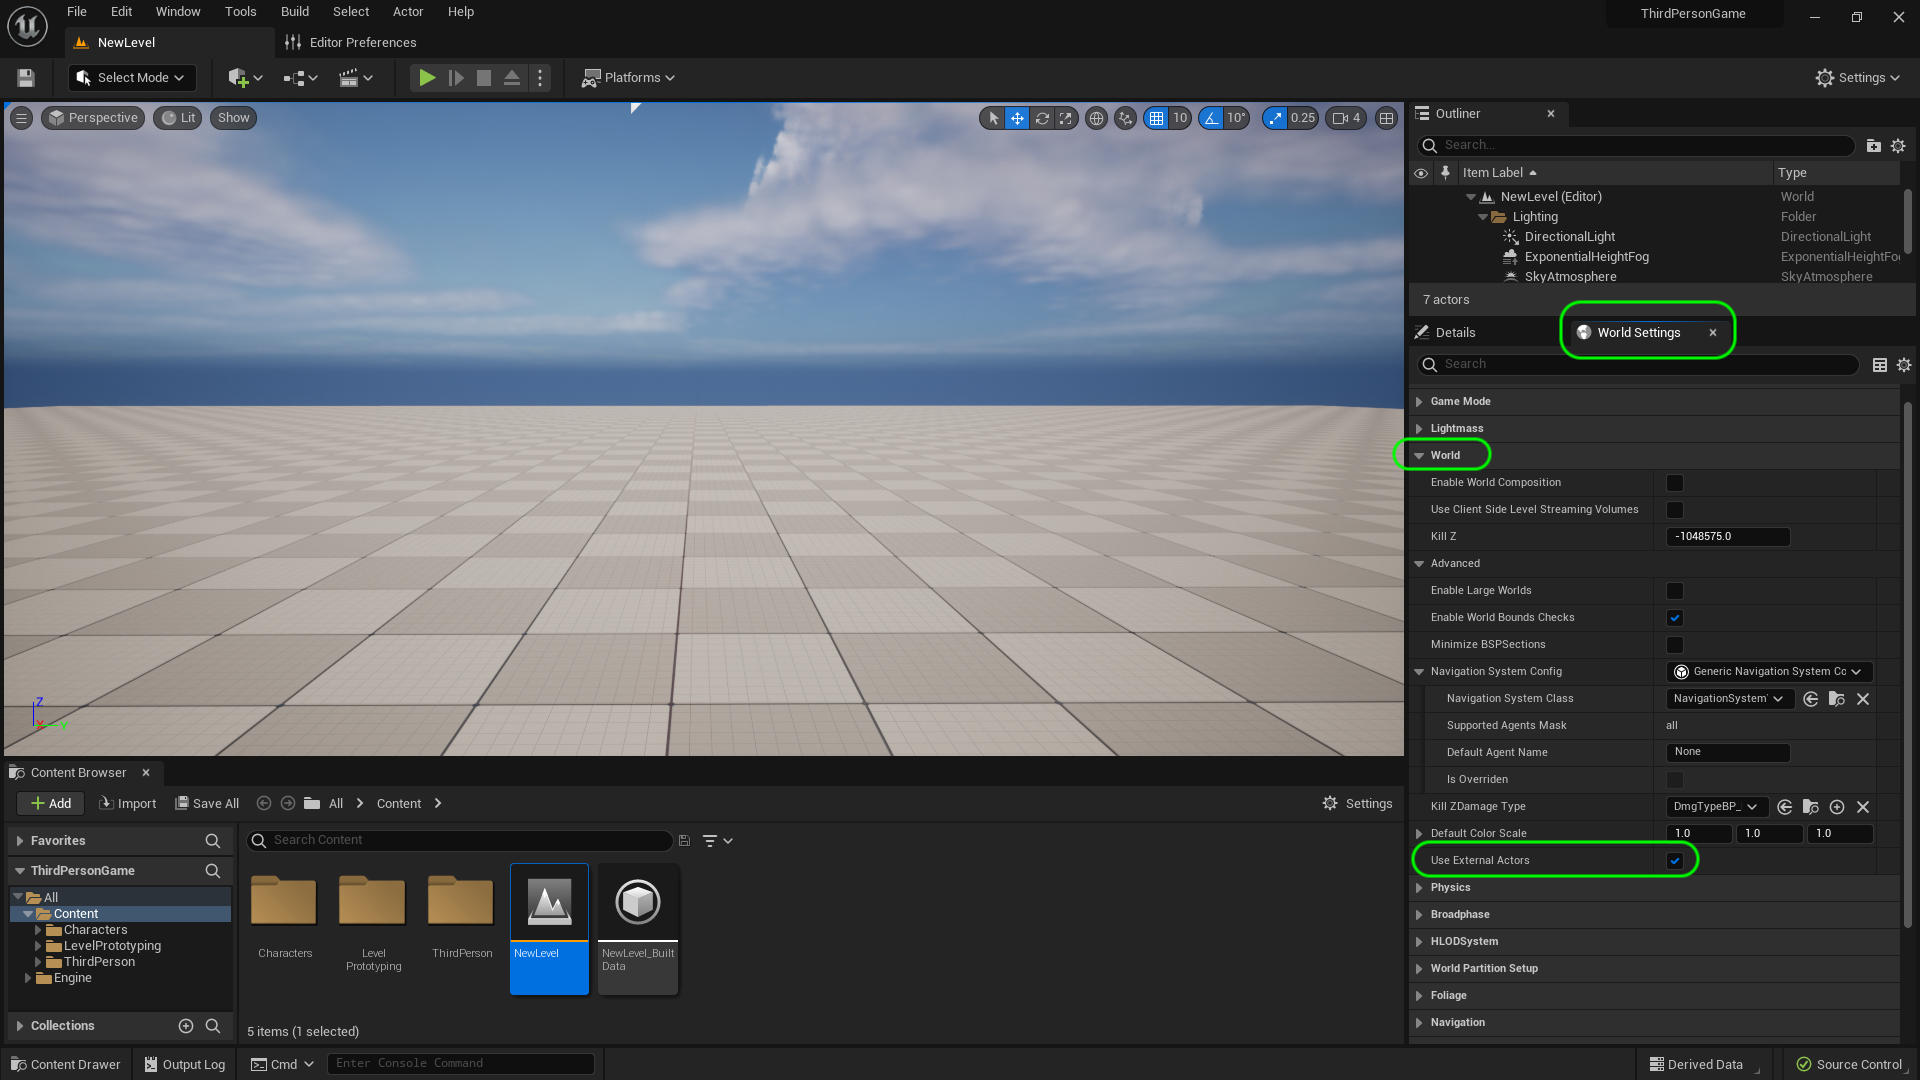 File Edit Window Tools Build Select Actor Help
ThirdPersonGame
NewLevel
Editor Preferences
Select Mode
Platforms
Settings
Perspective
Lit
Show
10
10°
0.25
4
Z
X
Y
Outliner
Search...
Item Label
Type
NewLevel (Editor)
World
Lighting
Folder
DirectionalLight
DirectionalLight
ExponentialHeightFog
ExponentialHeightFo
SkyAtmosphere
SkyAtmosphere
7 actors
Details
World Settings
Search
Game Mode
Lightmass
World
Enable World Composition
Use Client Side Level Streaming Volumes
Kill Z
-1048575.0
Advanced
Enable Large Worlds
Enable World Bounds Checks
Minimize BSPSections
Navigation System Config
Generic Navigation System Co
Navigation System Class
NavigationSystem
Supported Agents Mask
all
Default Agent Name
None
Is Overriden
Kill ZDamage Type
DmgTypeBP_
Default Color Scale
1.0
1.0
1.0
Use External Actors
Physics
Broadphase
HLODSystem
World Partition Setup
Foliage
Navigation
Content Browser
Add
Import
Save All
All
Content
Settings
Favorites
ThirdPersonGame
All
Content
Characters
LevelPrototyping
ThirdPerson
Engine
Collections
Search Content
Characters
Level
Prototyping
ThirdPerson
NewLevel
NewLevel_Built
Data
5 items (1 selected)
Content Drawer
Output Log
Cmd
Enter Console Command
Derived Data
Source Control